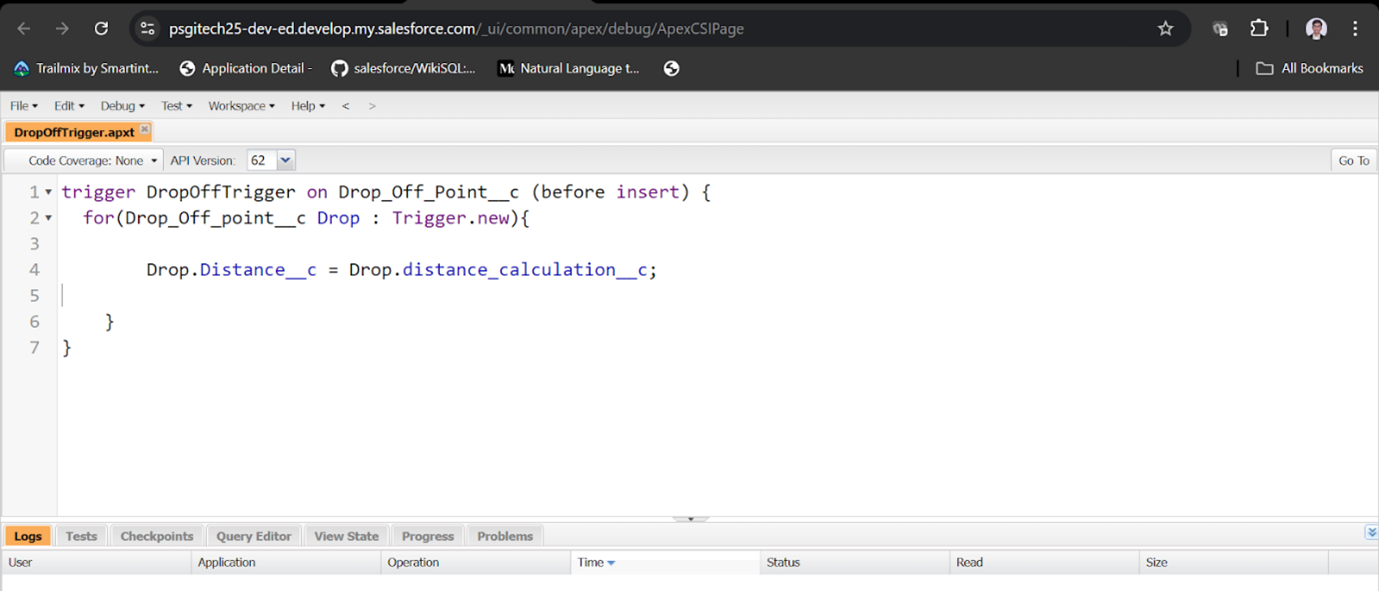 psgitech25-dev-ed.develop.my.salesforce.com/_ui/common/apex/debug/ApexCSIPage
Trailmix by Smartint... Application Detail - salesforce/WikiSQL:... Natural Language t... All Bookmarks
File Edit Debug Test Workspace Help < >
DropOffTrigger.apxt
Code Coverage: None API Version: 62 Go To
1 trigger DropOffTrigger on Drop_Off_Point__c (before insert) {
2 for(Drop_Off_point__c Drop : Trigger.new){
3
4 Drop.Distance__c = Drop.distance_calculation__c;
5
6 }
7 }
Logs Tests Checkpoints Query Editor View State Progress Problems
User Application Operation Time Status Read Size